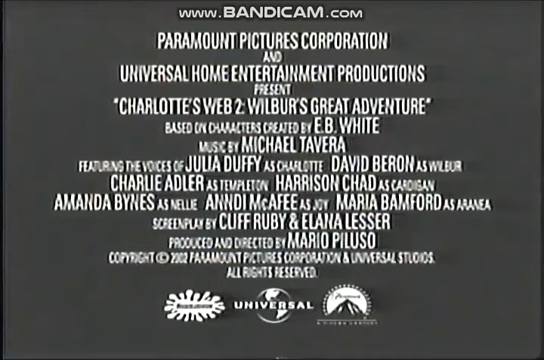 www.BANDICAM.com
PARAMOUNT PICTURES CORPORATION
AND
UNIVERSAL HOME ENTERTAINMENT PRODUCTIONS
PRESENT
"CHARLOTTE'S WEB 2: WILBUR'S GREAT ADVENTURE"
BASED ON CHARACTERS CREATED BY E.B. WHITE
MUSIC BY MICHAEL TAVERA
FEATURING THE VOICES OF JULIA DUFFY AS CHARLOTTE DAVID BERON AS WILBUR
CHARLIE ADLER AS TEMPLETON HARRISON CHAD AS CARDIGAN
AMANDA BYNES AS NELLIE ANNDI McAFEE AS JOY MARIA BAMFORD AS ARANEA
SCREENPLAY BY CLIFF RUBY & ELANA LESSER
PRODUCED AND DIRECTED BY MARIO PILUSO
COPYRIGHT © 2002 PARAMOUNT PICTURES CORPORATION & UNIVERSAL STUDIOS.
ALL RIGHTS RESERVED.
UNIVERSAL Paramount